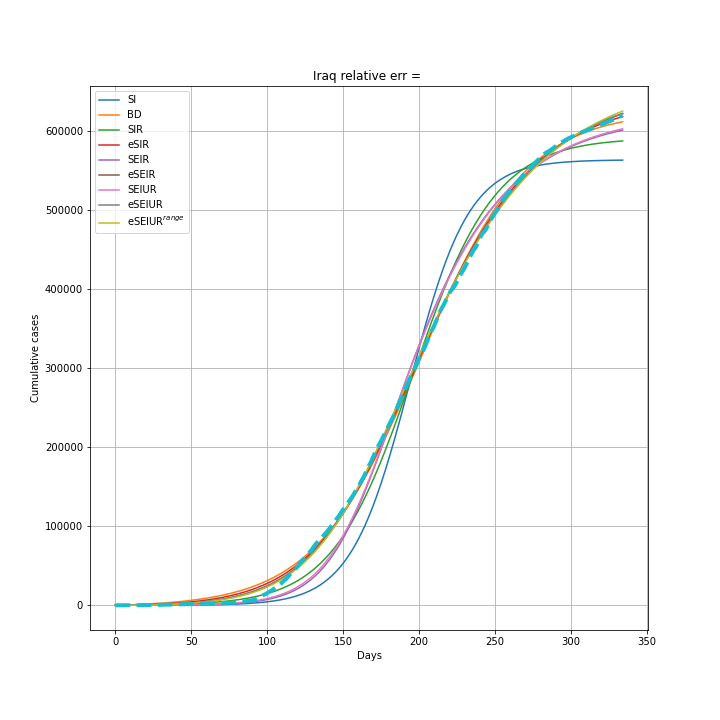 Iraq relative err =
SI
BD
SIR
eSIR
SEIR
eSEIR
SEIUR
eSEIUR
eSEIUR^range
Cumulative cases
600000
500000
400000
300000
200000
100000
0
0 50 100 150 200 250 300 350
Days